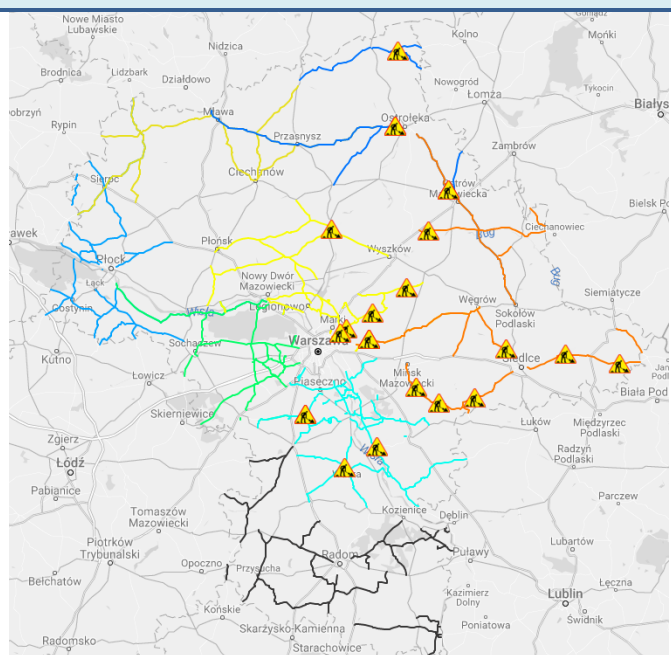 Nowe Miasto
Lubawskie
Nidzica
Kolno
Mońki
Brodnica
Lidzbark
Działdowo
Nowogród
Łomża
Tykocin
Białys
Rypin
Mława
Ostrołęka
Przasnysz
Zambrów
Sierpc
Ciechanów
Mazowiecka
Bielsk Po
Ciechanowiec
Płońsk
Wyszków
Bug
Płock
Łąck
Nowy Dwór
Mazowiecki
Bug
Siemiatycze
Gostynin
Wisła
Legionowo
Węgrów
Sokołów
Podlaski
Marki
Kutno
Sochaczew
Warszawa
Siedlce
Łowicz
Piaseczno
Mińsk
Mazowiecki
Biała Pod
Skierniewice
Łuków
Międzyrzec
Podlaski
Zgierz
Radzyń
Podlaski
Łódź
Pabianice
Kozienice
Dęblin
Parczew
Tomaszów
Mazowiecki
Piotrków
Trybunalski
Opoczno
Przysucha
Radom
Puławy
Lubartów
Bełchatów
Łęczna
Końskie
Kazimierz
Dolny
Lublin
Świdnik
Radomsko
Skarżysko-Kamienna
Starachowice
Poniatowa